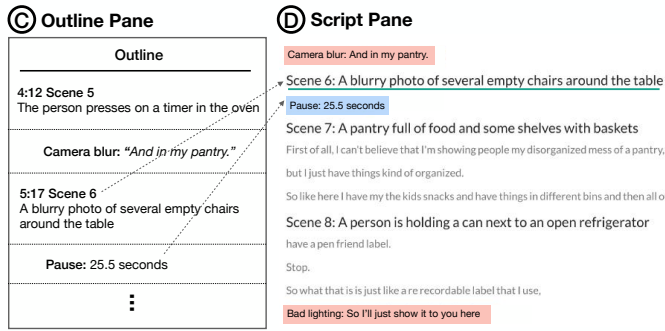 C Outline Pane
Outline
4:12 Scene 5
The person presses on a timer in the oven
Camera blur: "And in my pantry."
5:17 Scene 6
A blurry photo of several empty chairs
around the table
Pause: 25.5 seconds
D Script Pane
Camera blur: And in my pantry.
Scene 6: A blurry photo of several empty chairs around the table
Pause: 25.5 seconds
Scene 7: A pantry full of food and some shelves with baskets
First of all, I can't believe that I'm showing people my disorganized mess of a pantry,
but I just have things kind of organized.
So like here I have my the kids snacks and have things in different bins and then all o
Scene 8: A person is holding a can next to an open refrigerator
have a pen friend label.
Stop.
So what that is is just like a re recordable label that I use,
Bad lighting: So I'll just show it to you here